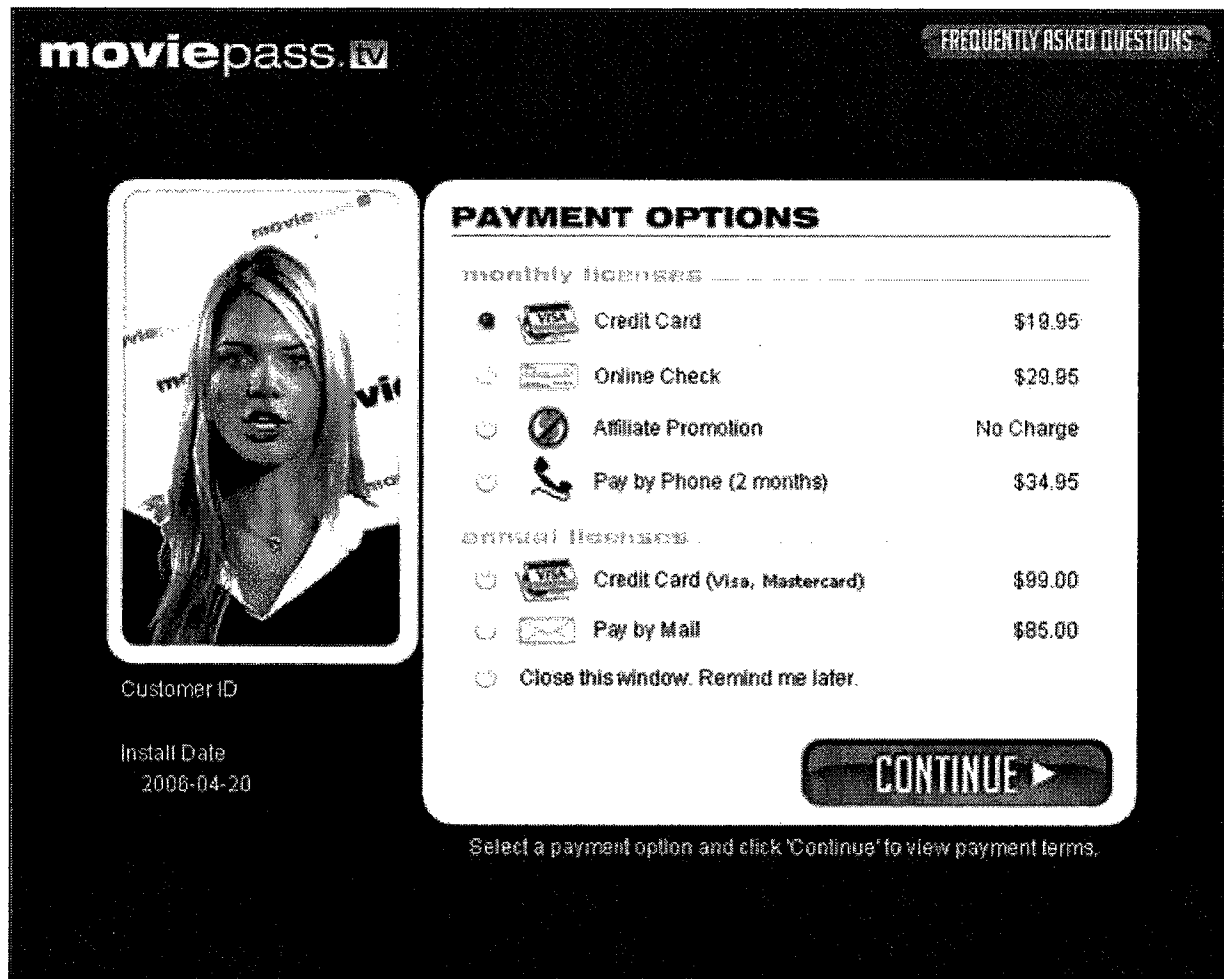 moviepass.tv
FREQUENTLY ASKED QUESTIONS
movie
PAYMENT OPTIONS
monthly licenses
Credit Card $19.95
VISA
Online Check $29.95
Affiliate Promotion No Charge
Pay by Phone (2 months) $34.95
annual licenses
VISA
Credit Card (Visa, Mastercard) $99.00
Pay by Mail $85.00
Close this window. Remind me later.
Customer ID
Install Date
2006-04-20
CONTINUE
Select a payment option and click 'Continue' to view payment terms.